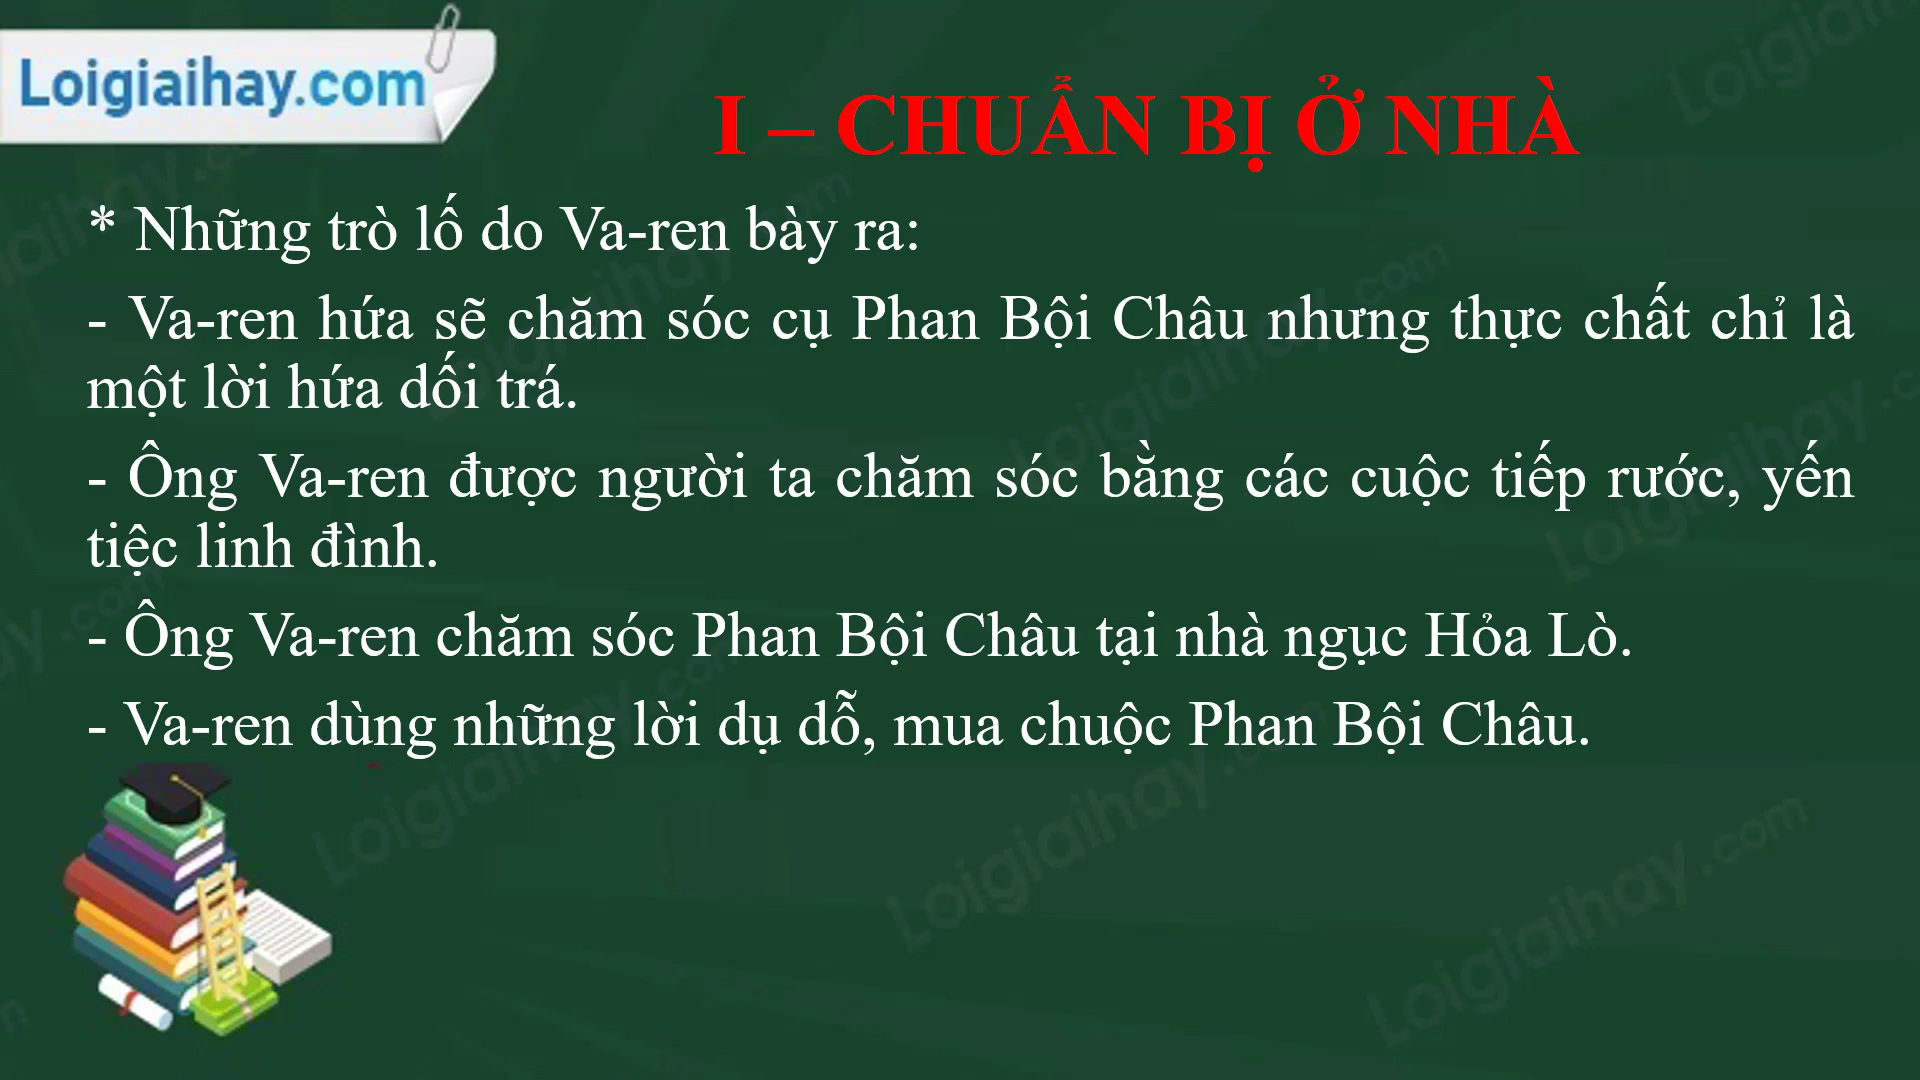 Loigiaihay.com
I – CHUẨN BỊ Ở NHÀ
* Những trò lố do Va-ren bày ra:
- Va-ren hứa sẽ chăm sóc cụ Phan Bội Châu nhưng thực chất chỉ là
một lời hứa dối trá.
- Ông Va-ren được người ta chăm sóc bằng các cuộc tiếp rước, yến
tiệc linh đình.
- Ông Va-ren chăm sóc Phan Bội Châu tại nhà ngục Hỏa Lò.
- Va-ren dùng những lời dụ dỗ, mua chuộc Phan Bội Châu.